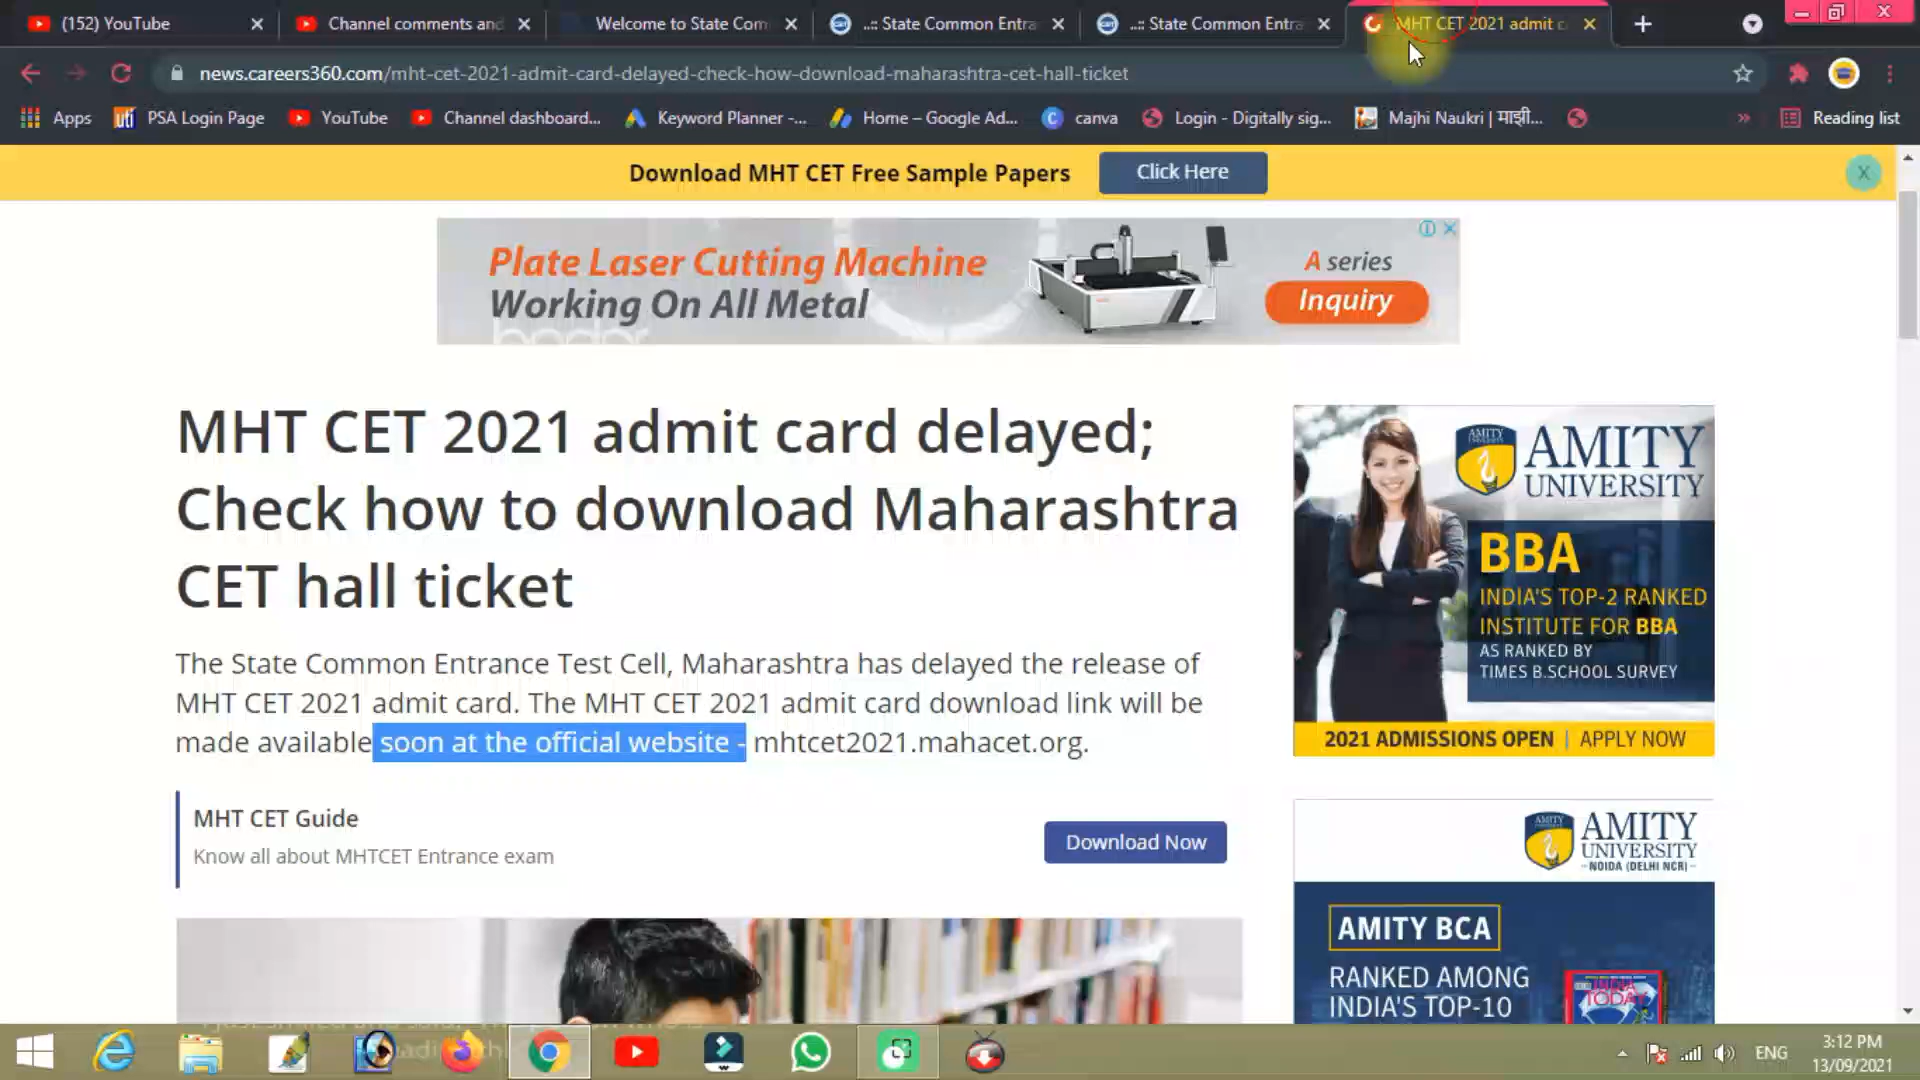 (152) YouTube
Channel comments and
Welcome to State Com
..:: State Common Entra
..:: State Common Entra
MHT CET 2021 admit c
news.careers360.com/mht-cet-2021-admit-card-delayed-check-how-download-maharashtra-cet-hall-ticket
Apps
uti PSA Login Page
YouTube
Channel dashboard...
Keyword Planner -...
Home – Google Ad...
canva
Login - Digitally sig...
Majhi Naukri | माझी...
Reading list
Download MHT CET Free Sample Papers
Click Here
X
Plate Laser Cutting Machine
Working On All Metal
bodor
A series
Inquiry
MHT CET 2021 admit card delayed;
Check how to download Maharashtra
CET hall ticket
The State Common Entrance Test Cell, Maharashtra has delayed the release of
MHT CET 2021 admit card. The MHT CET 2021 admit card download link will be
made available soon at the official website - mhtcet2021.mahacet.org.
MHT CET Guide
Know all about MHTCET Entrance exam
Download Now
AMITY
UNIVERSITY
AMITY
UNIVERSITY
BBA
INDIA'S TOP-2 RANKED
INSTITUTE FOR BBA
AS RANKED BY
TIMES B.SCHOOL SURVEY
2021 ADMISSIONS OPEN | APPLY NOW
AMITY
UNIVERSITY
AMITY
UNIVERSITY
NOIDA (DELHI NCR)
AMITY BCA
RANKED AMONG
INDIA'S TOP-10
INDIA
TODAY
ENG
3:12 PM
13/09/2021